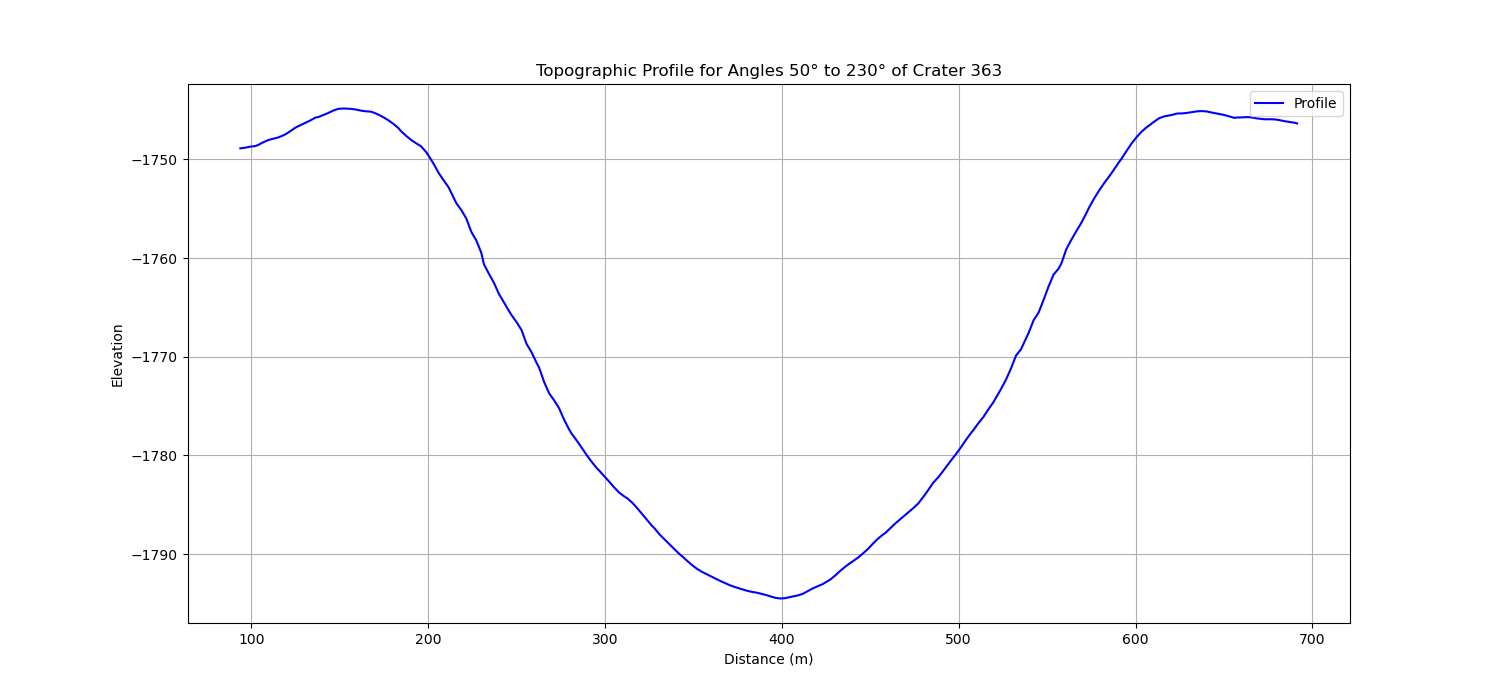 Topographic Profile for Angles 50° to 230° of Crater 363
Profile
−1750
−1760
−1770
−1780
−1790
Elevation
100 200 300 400 500 600 700
Distance (m)